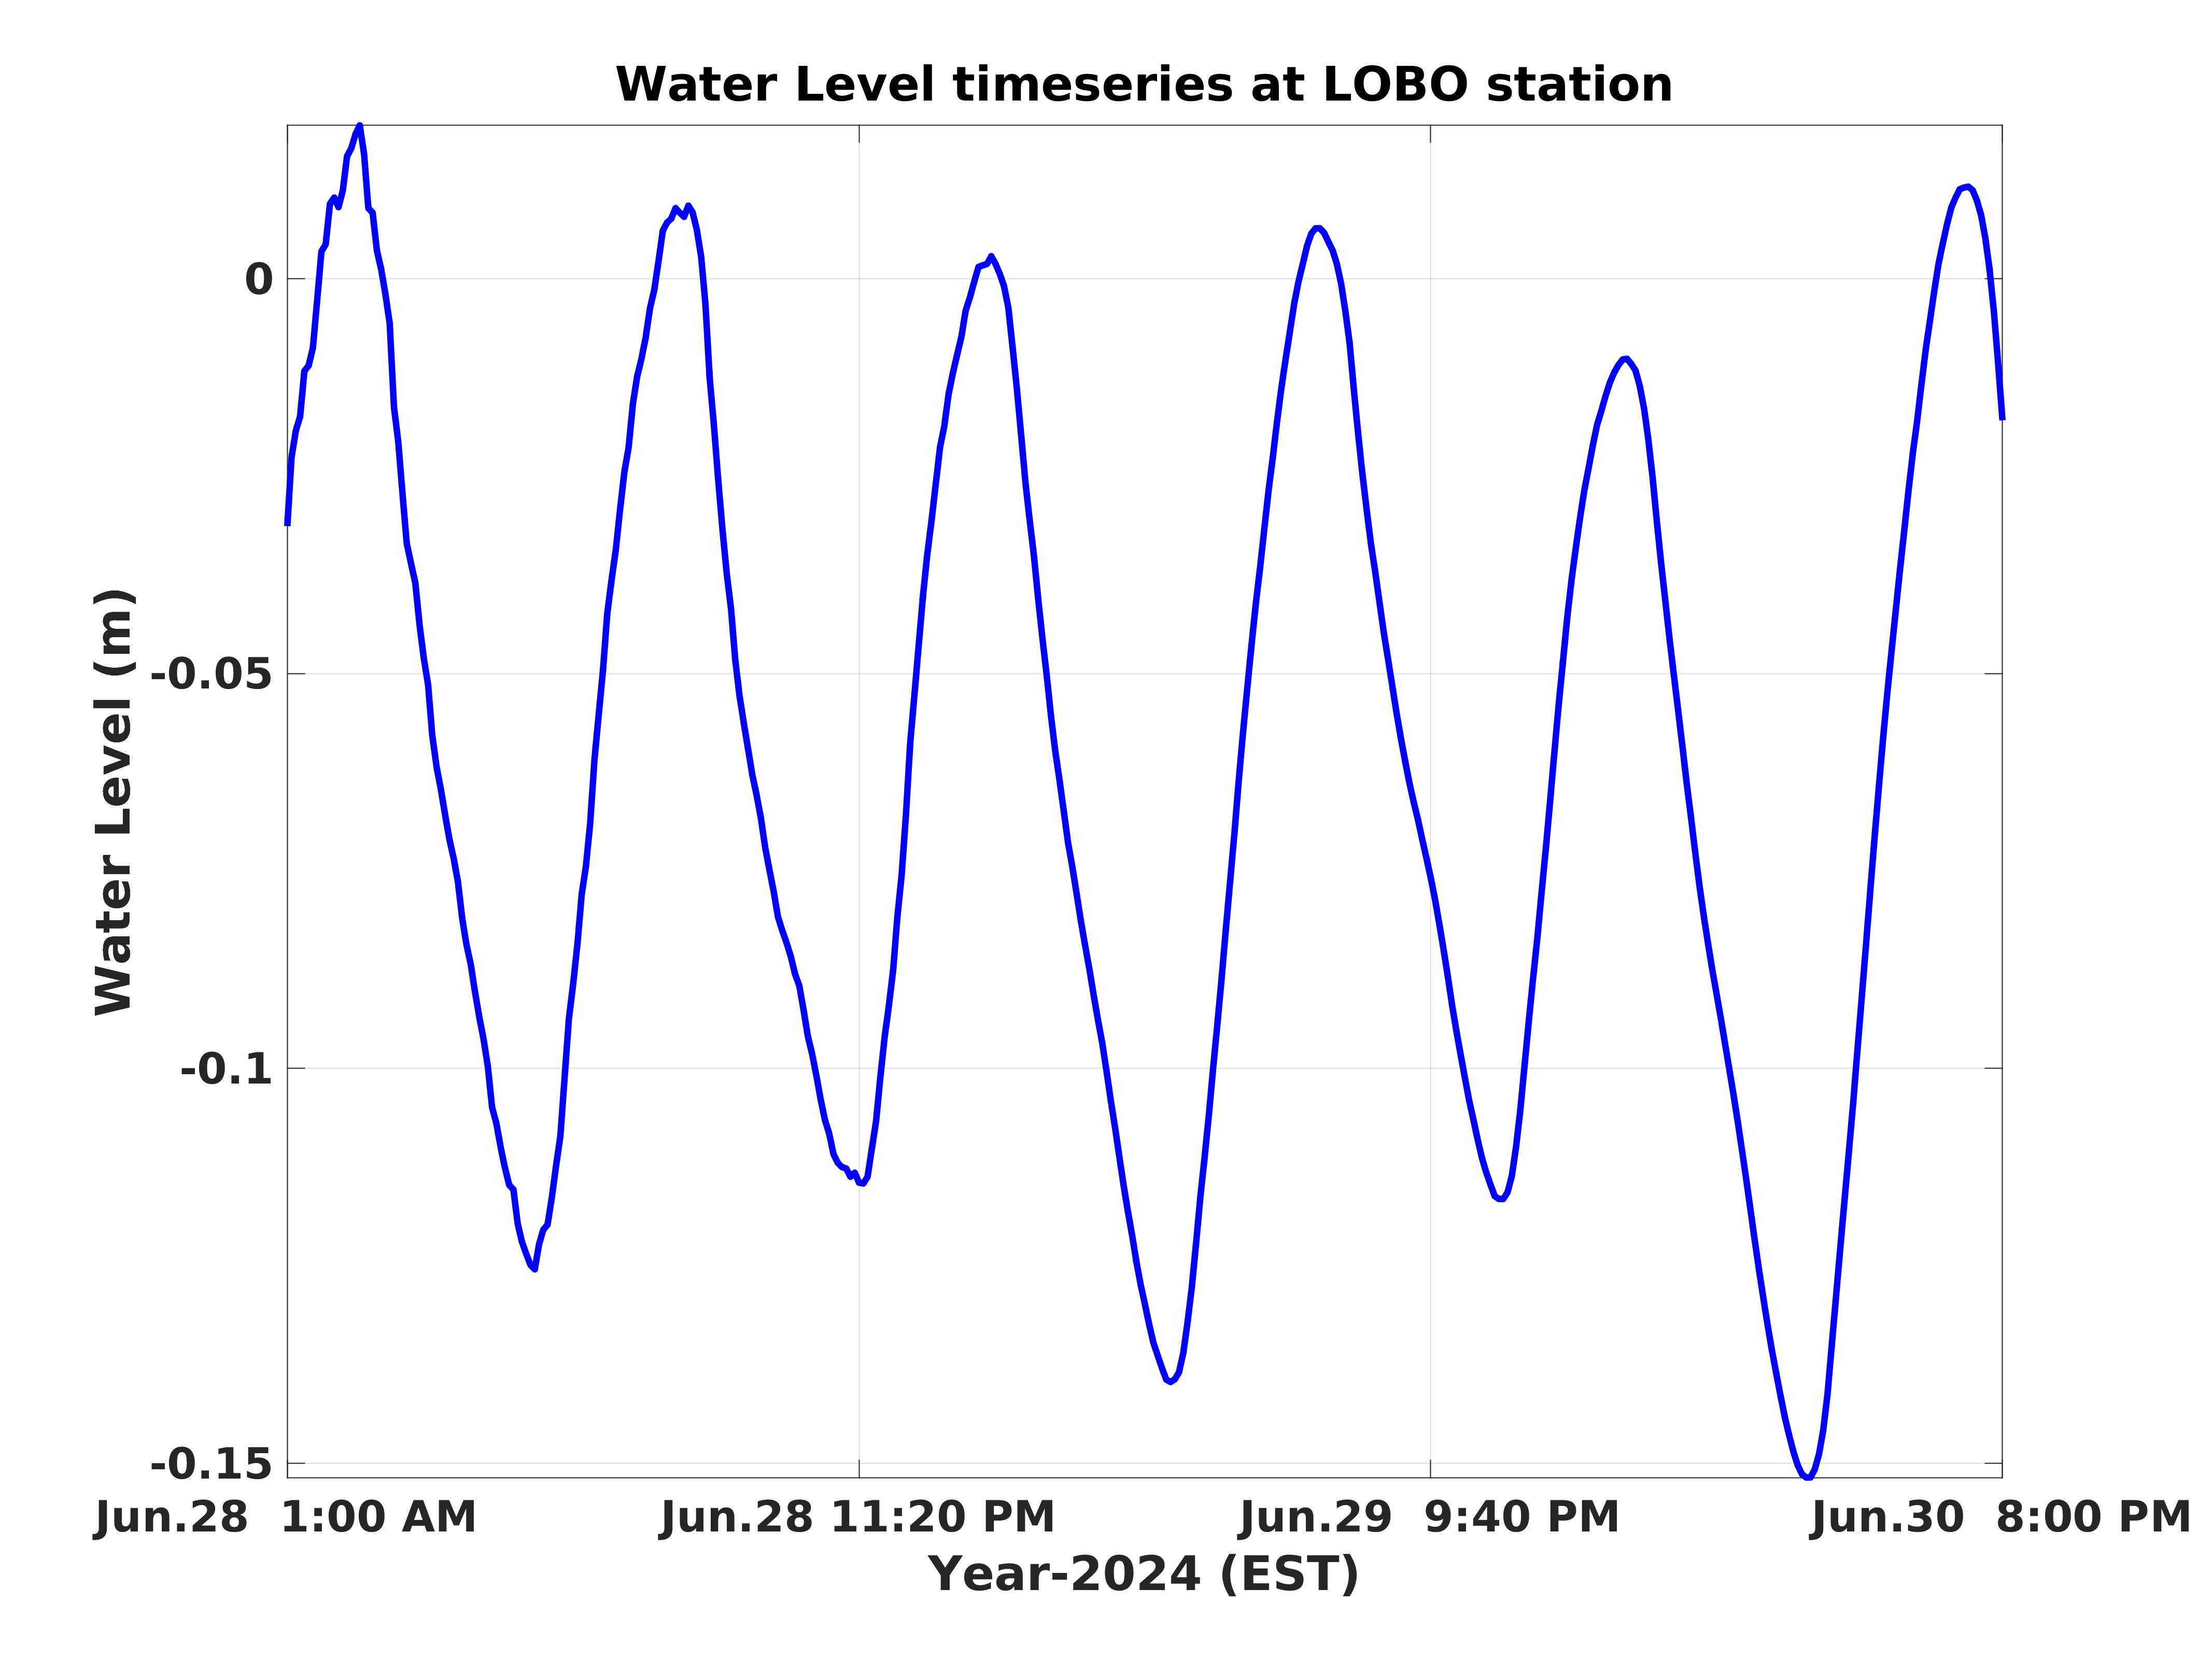 Water Level timeseries at LOBO station
Water Level (m)
0
-0.05
-0.1
-0.15
Jun.28  1:00 AM
Jun.28 11:20 PM
Jun.29  9:40 PM
Jun.30  8:00 PM
Year-2024 (EST)